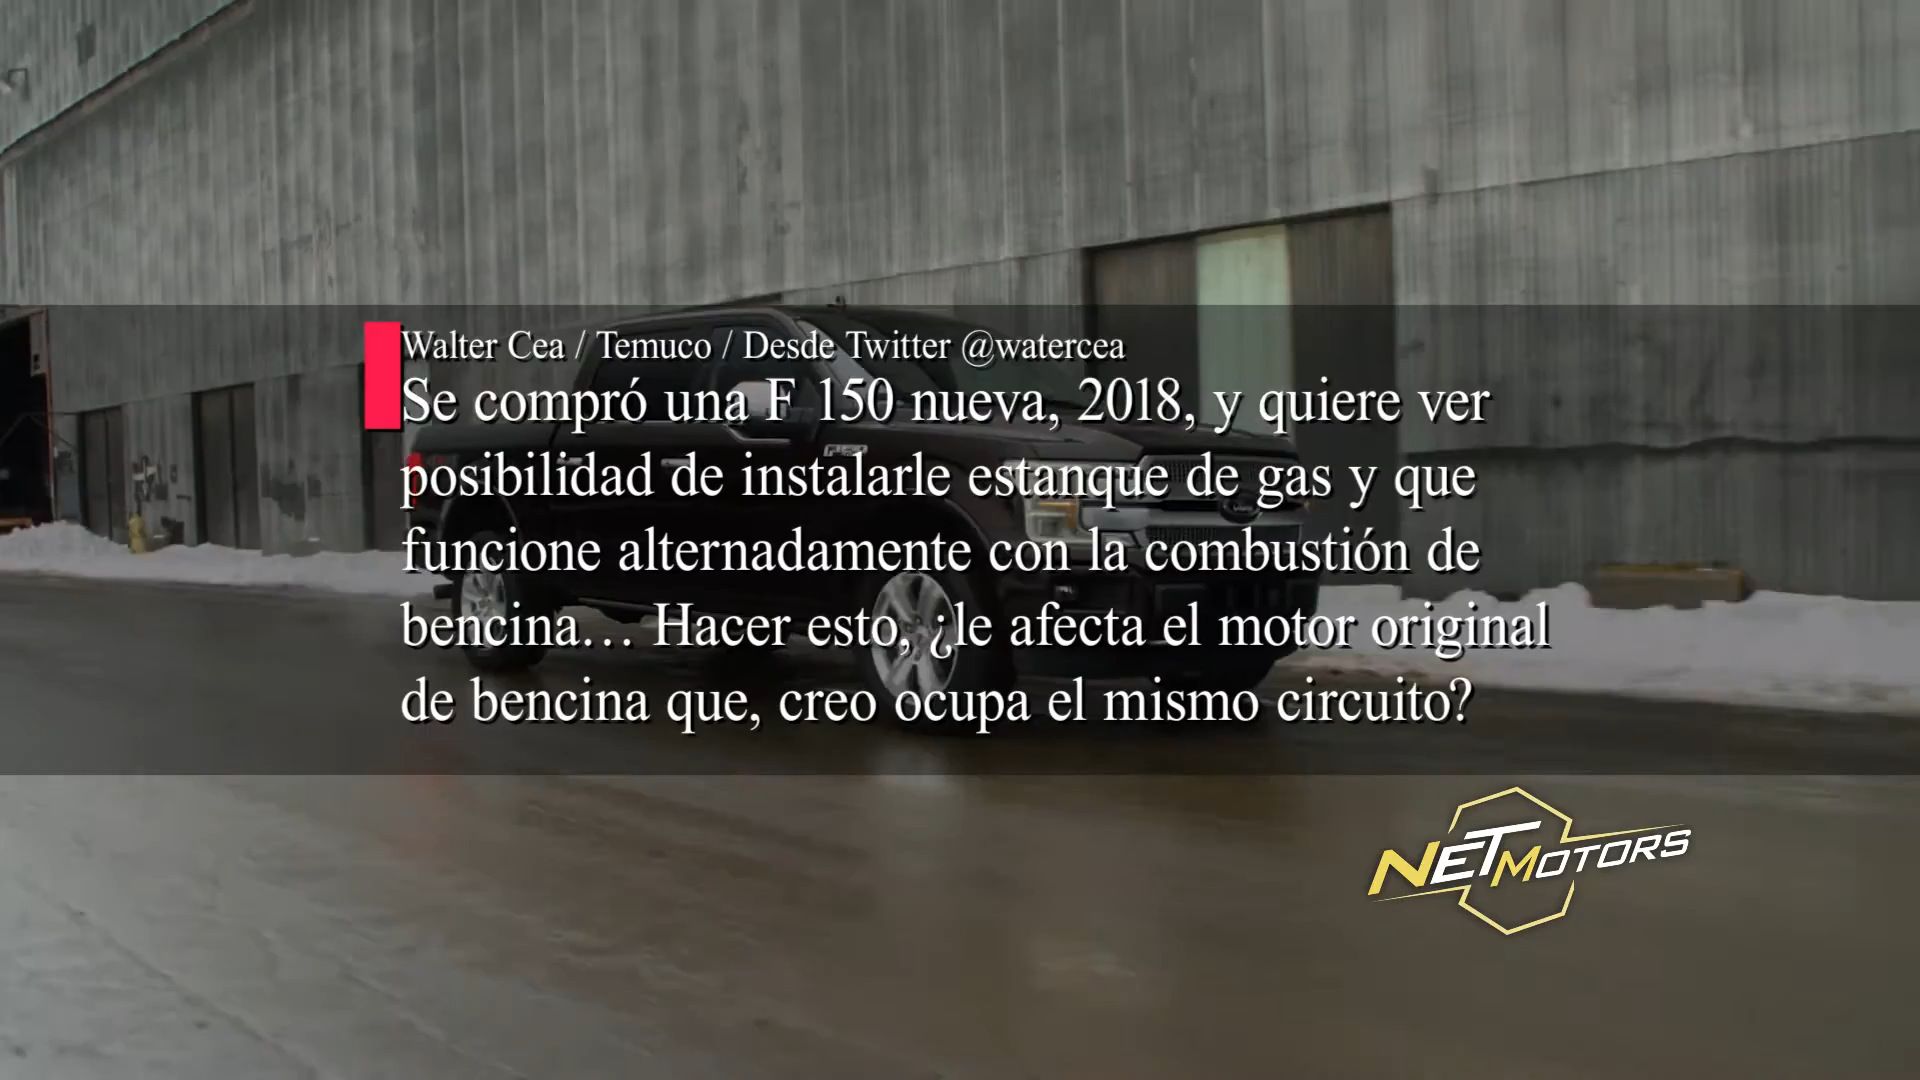 Walter Cea / Temuco / Desde Twitter @watercea
Se compró una F 150 nueva, 2018, y quiere ver
posibilidad de instalarle estanque de gas y que
funcione alternadamente con la combustión de
bencina… Hacer esto, ¿le afecta el motor original
de bencina que, creo ocupa el mismo circuito?
NETMOTORS